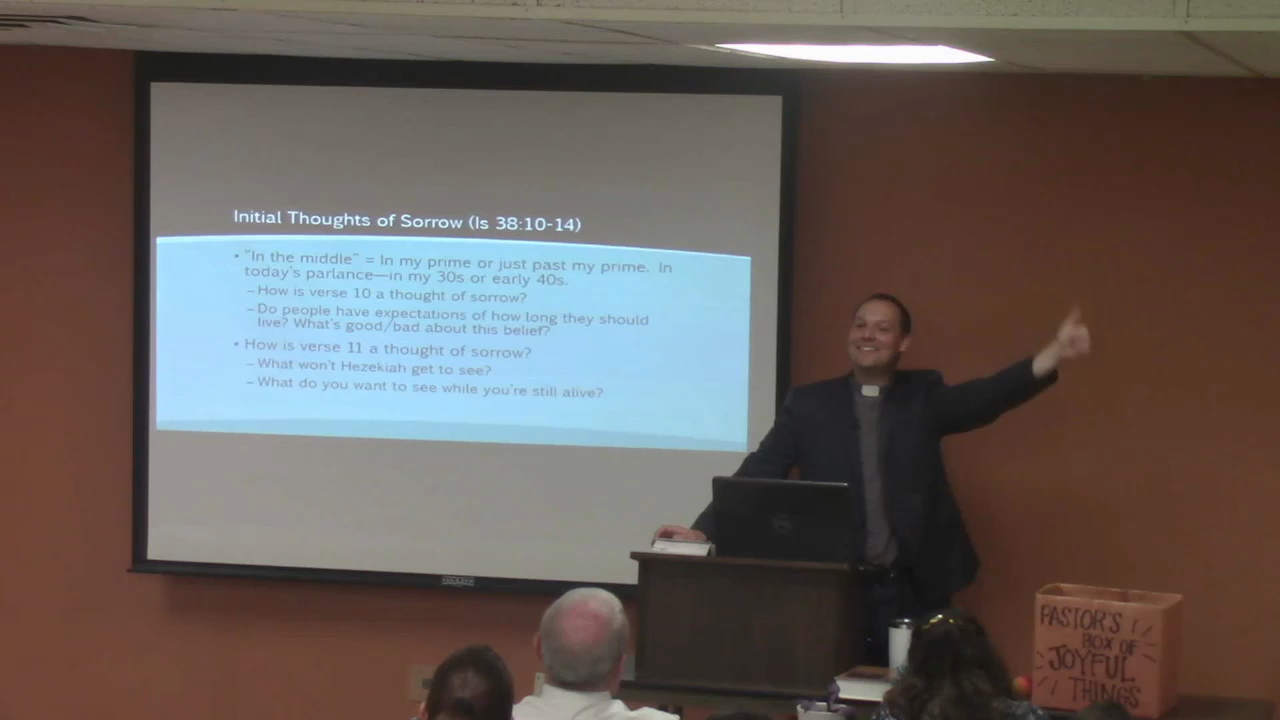 Initial Thoughts of Sorrow (Is 38:10-14)
• "In the middle" = In my prime or just past my prime. In
today's parlance—in my 30s or early 40s.
– How is verse 10 a thought of sorrow?
– Do people have expectations of how long they should
live? What's good/bad about this belief?
• How is verse 11 a thought of sorrow?
– What won't Hezekiah get to see?
– What do you want to see while you're still alive?
DELL
PASTOR'S
BOX OF
JOYFUL
THINGS